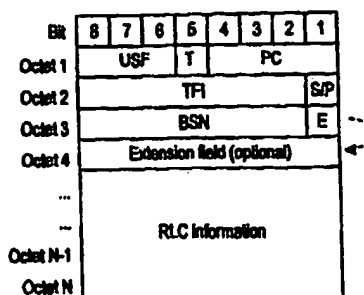 Bit 8 7 6 5 4 3 2 1
Octet 1 USF T PC
Octet 2 TFI S/P
Octet 3 BSN E
Octet 4 Extension field (optional)
...
... RLC information
Octet N-1
Octet N